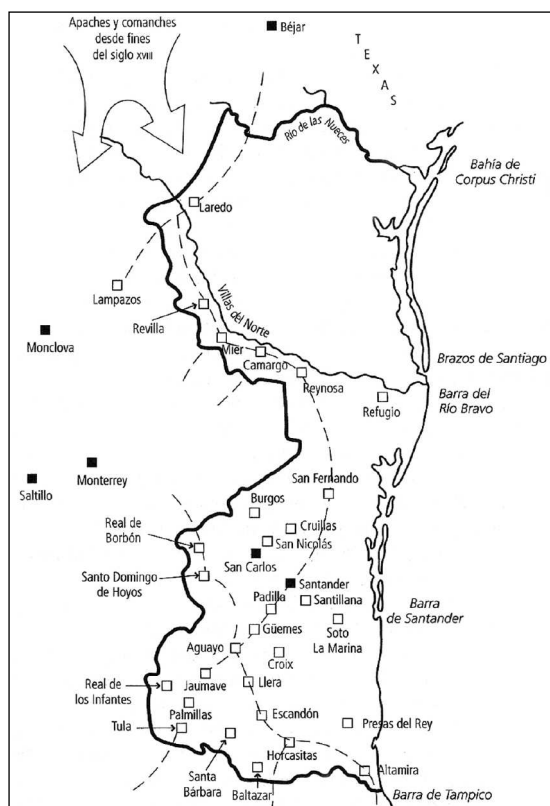 Apaches y comanches
desde fines
del siglo XVIII
Béjar
TEXAS
Río de las Nueces
Bahía de
Corpus Christi
Laredo
Lampazos
Revilla
Villas del Norte
Monclova
Mier
Camargo
Reynosa
Brazos de Santiago
Barra del
Río Bravo
Refugio
Monterrey
Saltillo
San Fernando
Burgos
Real de
Borbón
Cruillas
San Nicolás
San Carlos
Santo Domingo
de Hoyos
Santander
Padilla
Santillana
Barra
de Santander
Güemes
Soto
La Marina
Aguayo
Croix
Real de
los Infantes
Jaumave
Llera
Palmillas
Tula
Escandón
Presas del Rey
Santa
Bárbara
Horcasitas
Baltazar
Altamira
Barra de Tampico